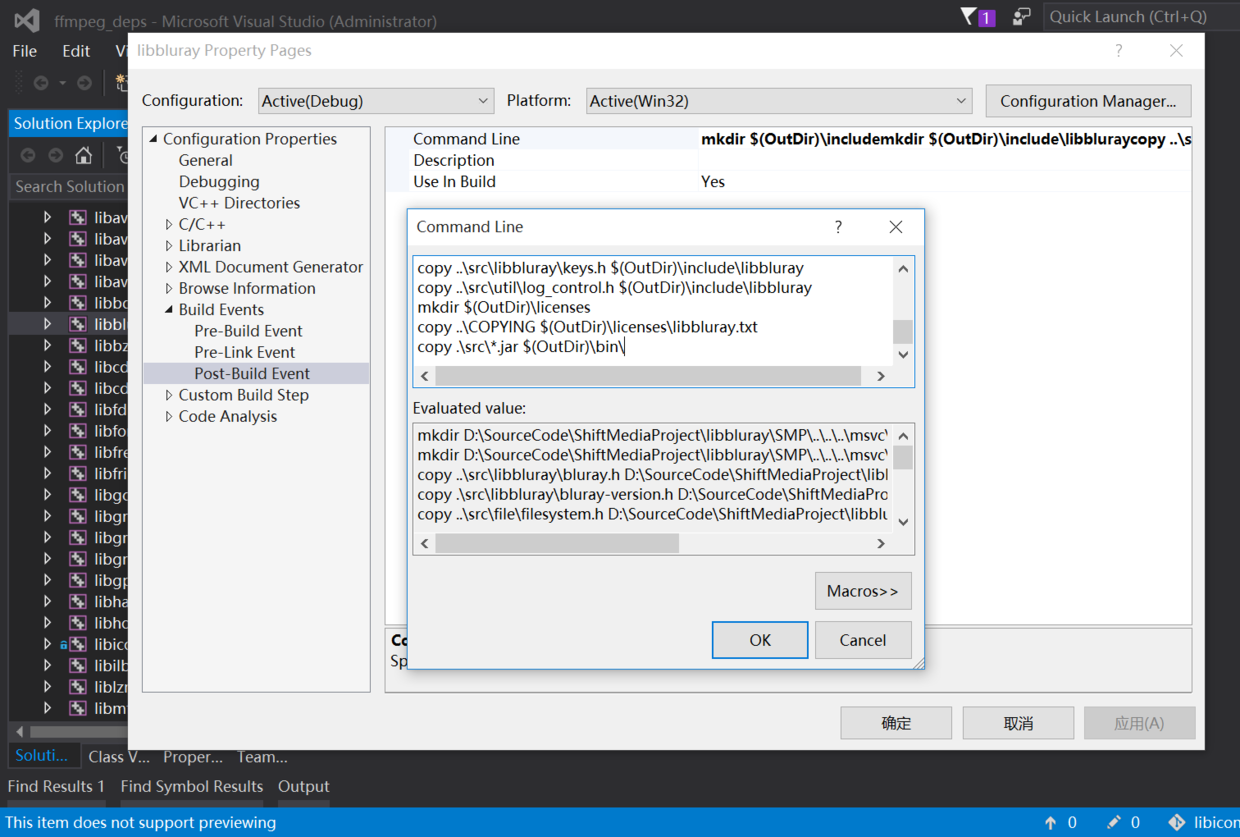 ffmpeg_deps - Microsoft Visual Studio (Administrator)
1
Quick Launch (Ctrl+Q)
File Edit
libbluray Property Pages
?
Configuration: Active(Debug) Platform: Active(Win32) Configuration Manager...
Solution Explore
Search Solution
libav
libav
libav
libav
libbl
libbz
libcd
libcd
libfd
libfre
libfri
libgc
libgr
libgr
libgr
libgp
libha
libilb
liblzr
Configuration Properties
General
Debugging
VC++ Directories
C/C++
Librarian
XML Document Generator
Browse Information
Build Events
Pre-Build Event
Pre-Link Event
Post-Build Event
Custom Build Step
Code Analysis
Command Line mkdir $(OutDir)\includemkdir $(OutDir)\include\libbluraycopy ..\s
Description
Use In Build Yes
Command Line
?
copy ..\src\libbluray\keys.h $(OutDir)\include\libbluray
copy ..\src\util\log_control.h $(OutDir)\include\libbluray
mkdir $(OutDir)\licenses
copy ..\COPYING $(OutDir)\licenses\libbluray.txt
copy .\src\*.jar $(OutDir)\bin\
Evaluated value:
mkdir D:\SourceCode\ShiftMediaProject\libbluray\SMP\..\..\..\msvc\
mkdir D:\SourceCode\ShiftMediaProject\libbluray\SMP\..\..\..\msvc\
copy ..\src\libbluray\bluray.h D:\SourceCode\ShiftMediaProject\libl
copy .\src\libbluray\bluray-version.h D:\SourceCode\ShiftMediaPro
copy ..\src\file\filesystem.h D:\SourceCode\ShiftMediaProject\libblu
Macros>>
OK Cancel
Co
Sp
确定 取消 应用(A)
Soluti... Class V... Proper... Team...
Find Results 1 Find Symbol Results Output
This item does not support previewing
0 0 libicon